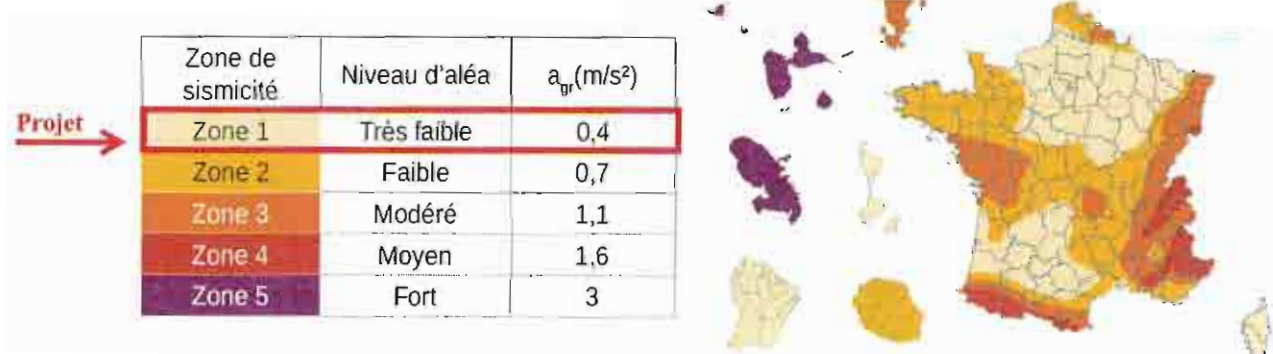 Zone de
sismicité
Niveau d'aléa
a_gr(m/s²)
Projet
Zone 1
Très faible
0,4
Zone 2
Faible
0,7
Zone 3
Modéré
1,1
Zone 4
Moyen
1,6
Zone 5
Fort
3